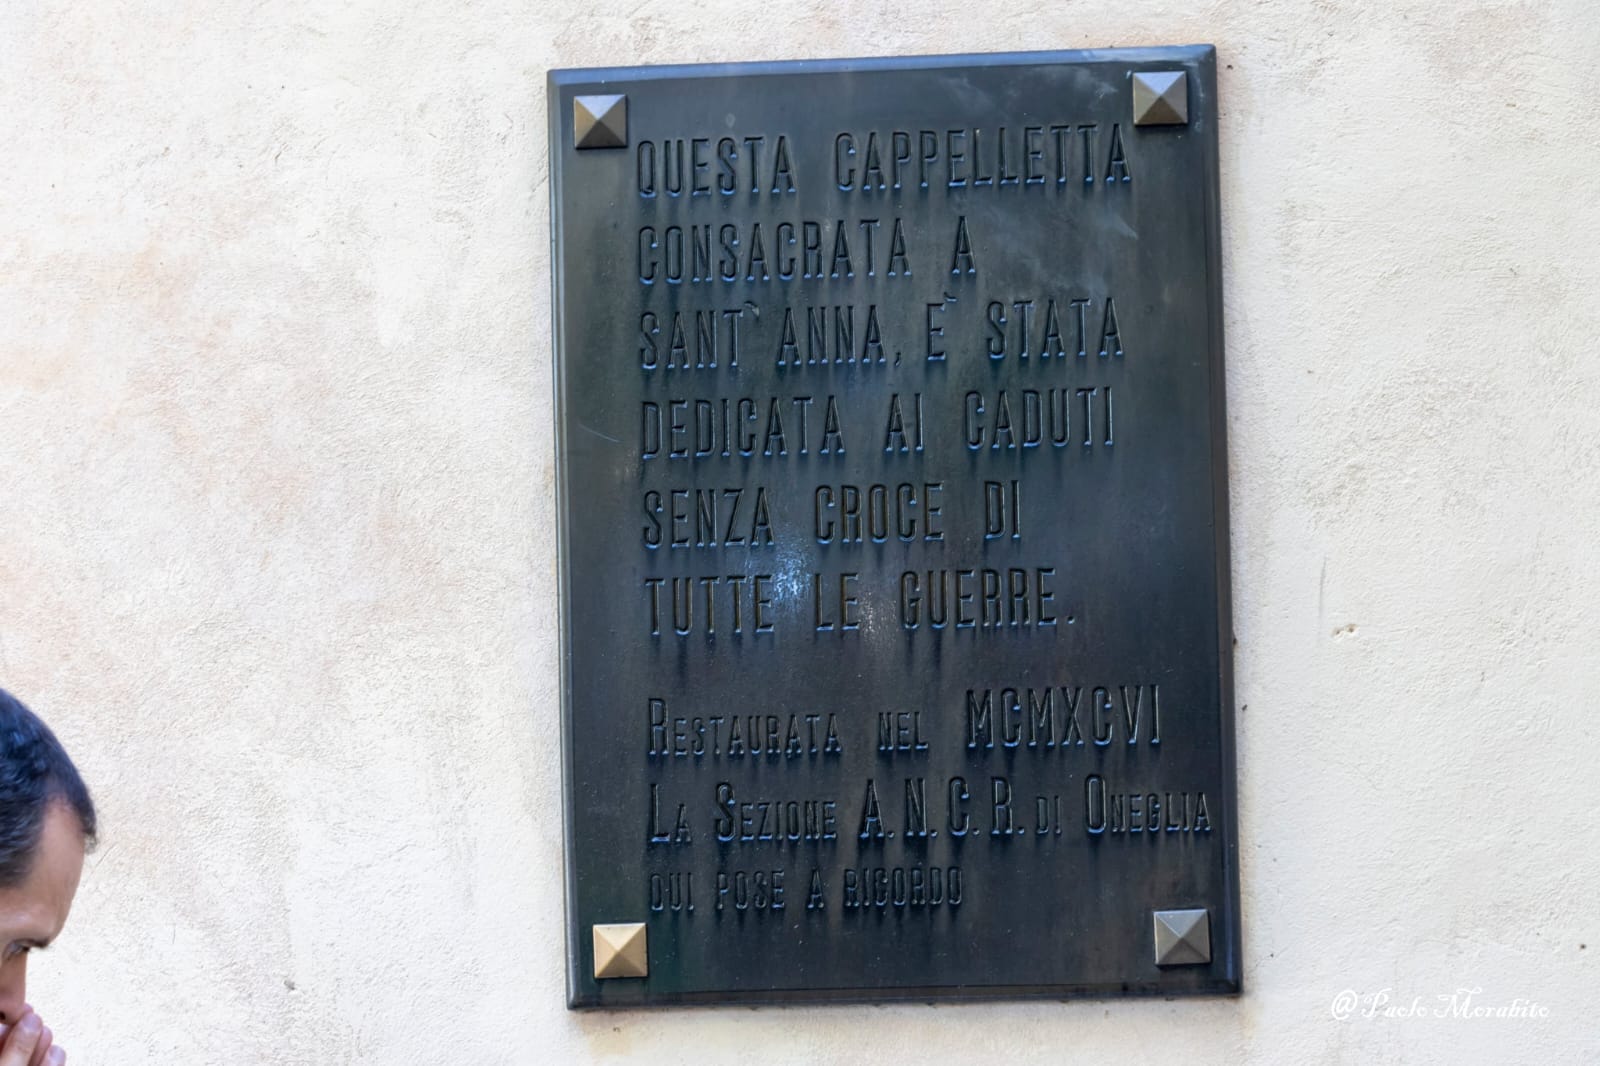 QUESTA CAPPELLETTA
CONSACRATA A
SANT'ANNA, È STATA
DEDICATA AI CADUTI
SENZA CROCE DI
TUTTE LE GUERRE.
RESTAURATA NEL MCMXCVI
LA SEZIONE A.N.C.R. DI ONEGLIA
QUI POSE A RICORDO
@Paolo Morabito